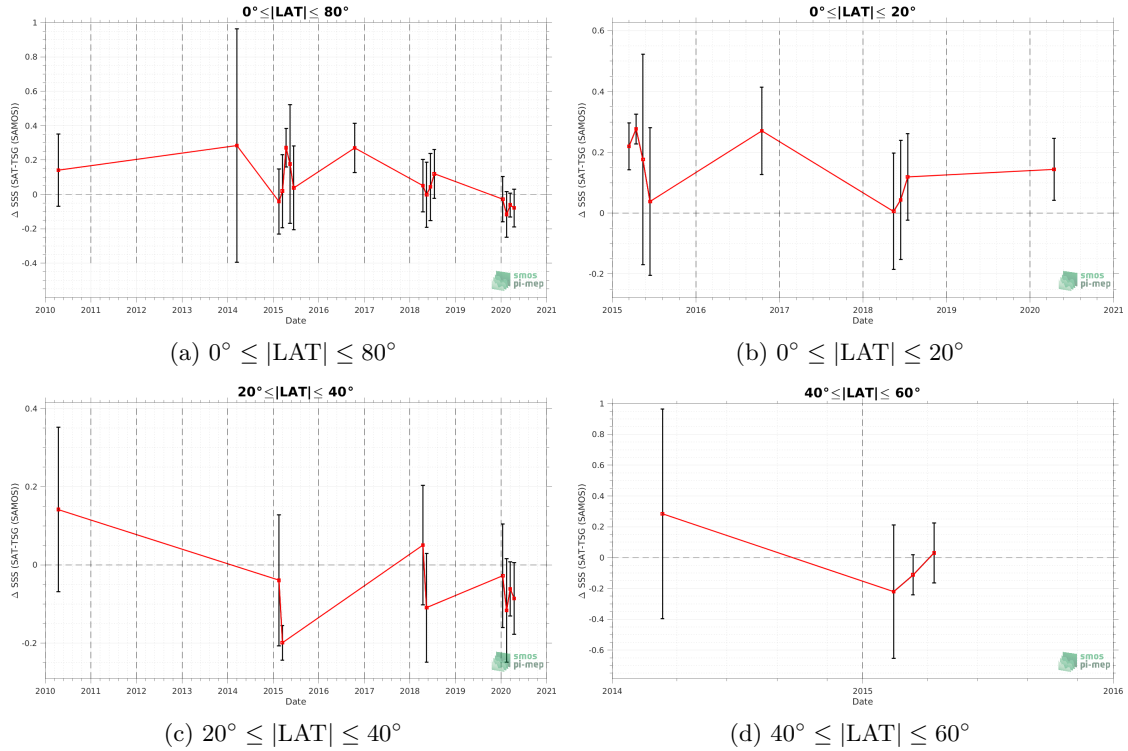 0°≤|LAT|≤ 80°
Δ SSS (SAT-TSG (SAMOS))
1
0.8
0.6
0.4
0.2
0
-0.2
-0.4
2010 2011 2012 2013 2014 2015 2016 2017 2018 2019 2020 2021
Date
smos
pi-mep
(a) 0° ≤ |LAT| ≤ 80°
0°≤|LAT|≤ 20°
Δ SSS (SAT-TSG (SAMOS))
0.6
0.4
0.2
0
-0.2
2015 2016 2017 2018 2019 2020 2021
Date
smos
pi-mep
(b) 0° ≤ |LAT| ≤ 20°
20°≤|LAT|≤ 40°
Δ SSS (SAT-TSG (SAMOS))
0.4
0.2
0
-0.2
2010 2011 2012 2013 2014 2015 2016 2017 2018 2019 2020 2021
Date
smos
pi-mep
(c) 20° ≤ |LAT| ≤ 40°
40°≤|LAT|≤ 60°
Δ SSS (SAT-TSG (SAMOS))
1
0.8
0.6
0.4
0.2
0
-0.2
-0.4
-0.6
2014 2015 2016
Date
smos
pi-mep
(d) 40° ≤ |LAT| ≤ 60°